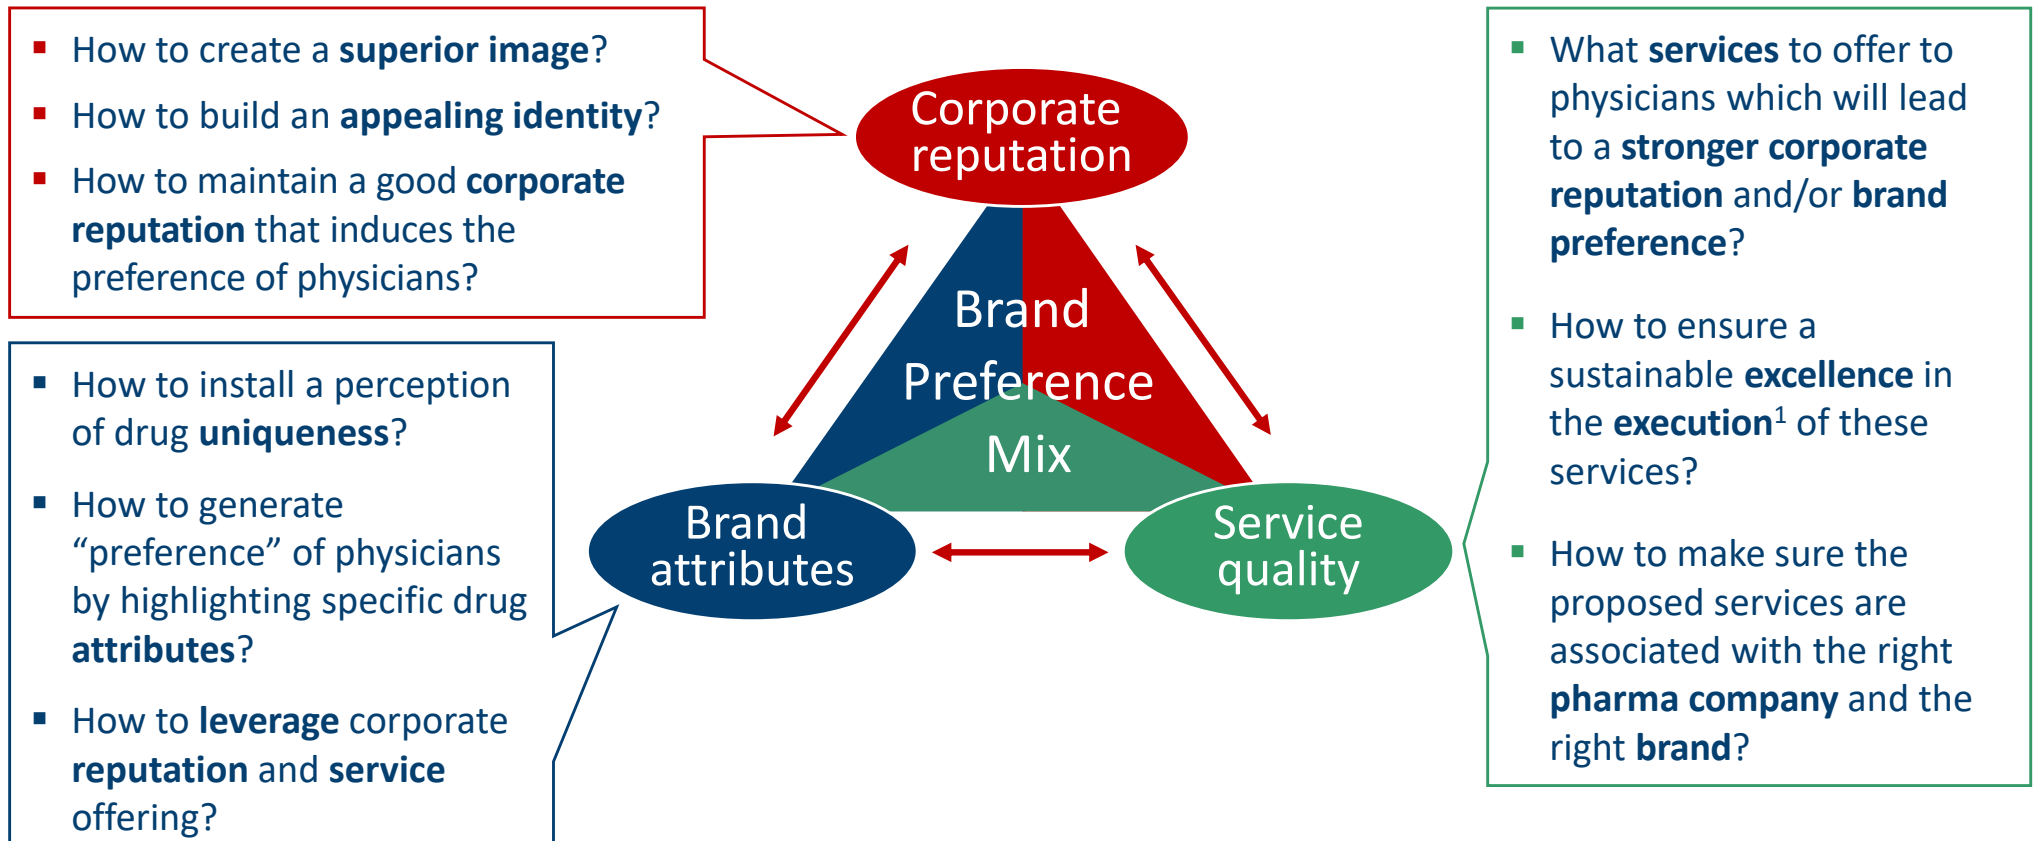 ▪ How to create a superior image?
▪ How to build an appealing identity?
▪ How to maintain a good corporate
reputation that induces the
preference of physicians?
▪ How to install a perception
of drug uniqueness?
▪ How to generate
“preference” of physicians
by highlighting specific drug
attributes?
▪ How to leverage corporate
reputation and service
offering?
Corporate
reputation
Brand
Preference
Mix
Brand
attributes
Service
quality
▪ What services to offer to
physicians which will lead
to a stronger corporate
reputation and/or brand
preference?
▪ How to ensure a
sustainable excellence in
the execution¹ of these
services?
▪ How to make sure the
proposed services are
associated with the right
pharma company and the
right brand?